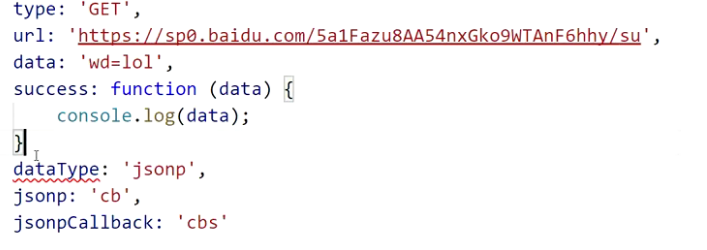 type: 'GET',
url: 'https://sp0.baidu.com/5a1Fazu8AA54nxGko9WTAnF6hhy/su',
data: 'wd=lol',
success: function (data) {
console.log(data);
}
dataType: 'jsonp',
jsonp: 'cb',
jsonpCallback: 'cbs'